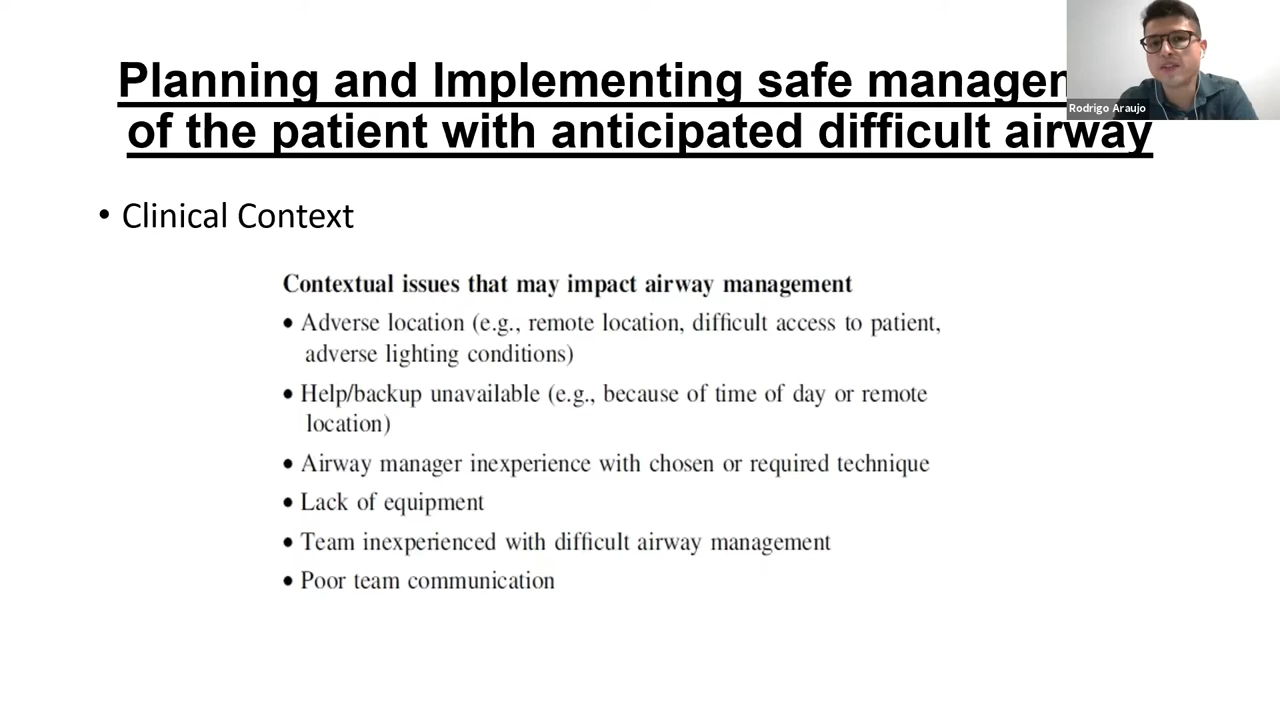 Planning and Implementing safe managem
of the patient with anticipated difficult airway
Rodrigo Araujo
• Clinical Context
Contextual issues that may impact airway management
• Adverse location (e.g., remote location, difficult access to patient,
adverse lighting conditions)
• Help/backup unavailable (e.g., because of time of day or remote
location)
• Airway manager inexperience with chosen or required technique
• Lack of equipment
• Team inexperienced with difficult airway management
• Poor team communication